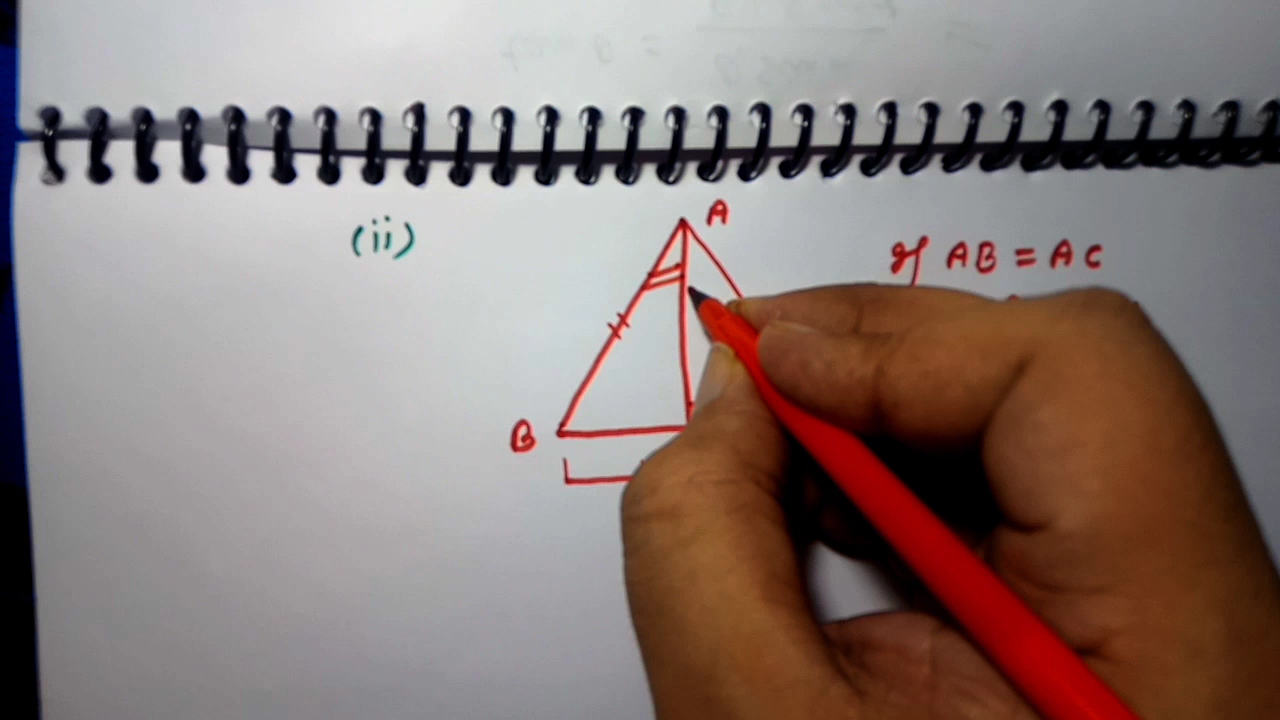 (ii)
A
If AB = AC
B